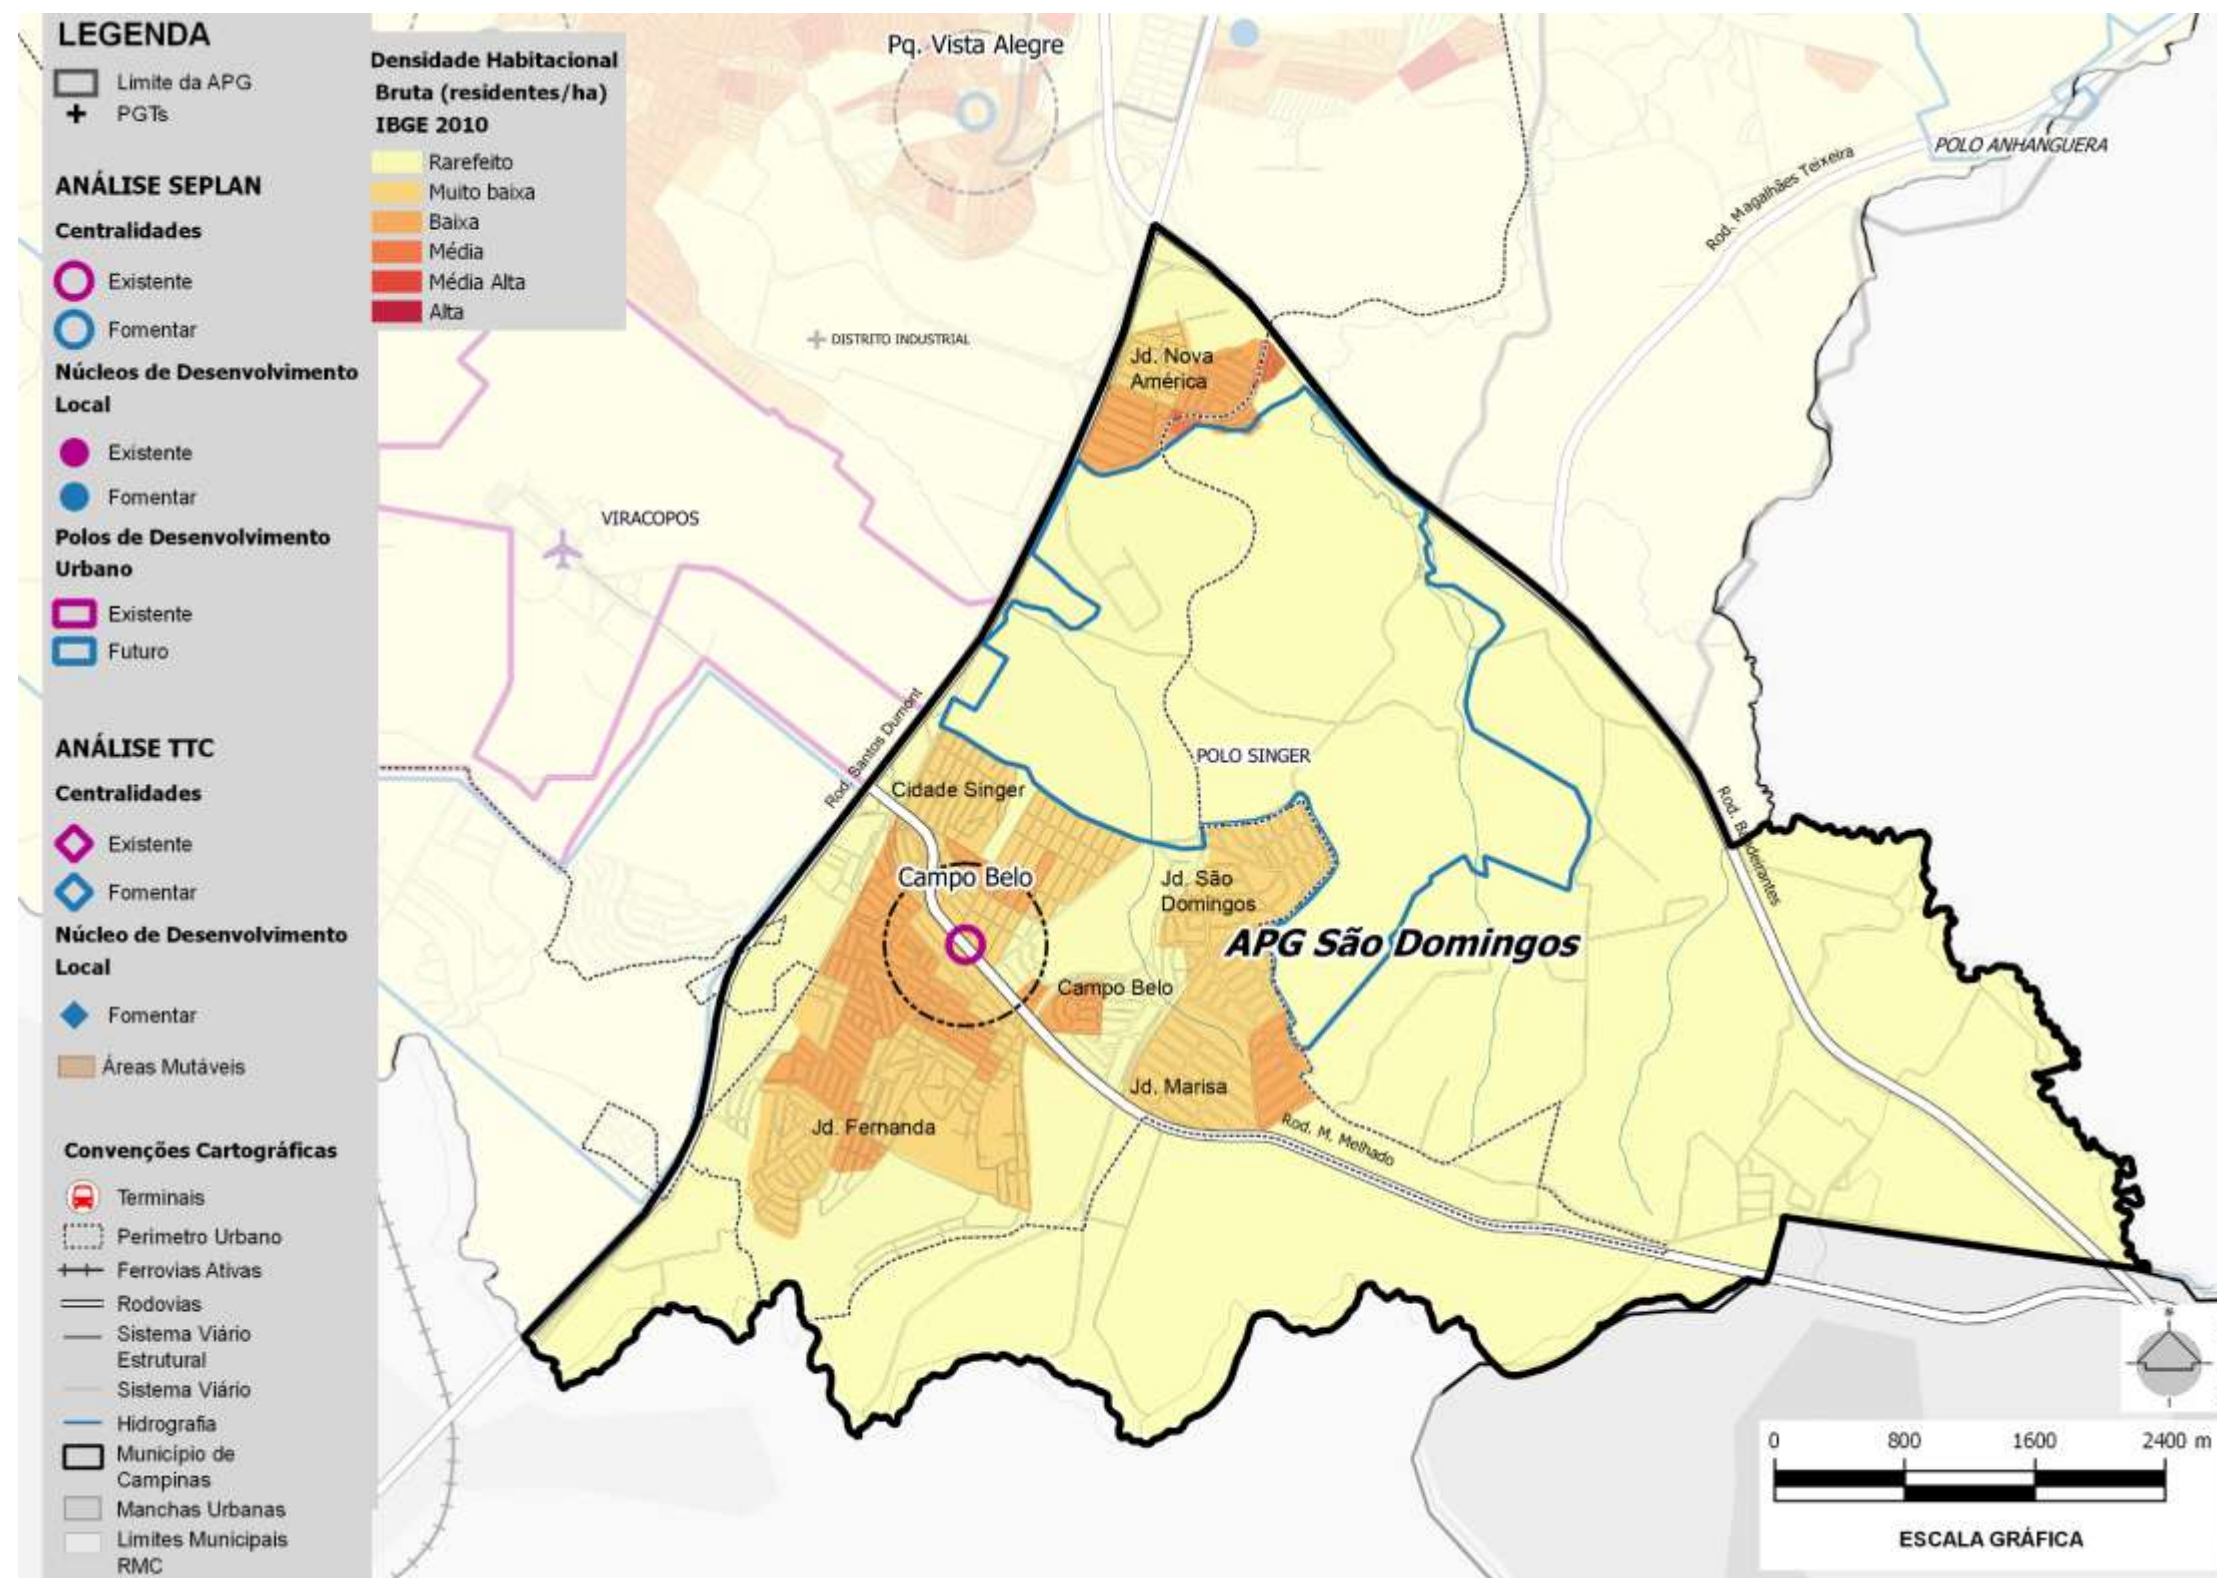 LEGENDA
Limite da APG
PGTs
ANÁLISE SEPLAN
Centralidades
Existente
Fomentar
Núcleos de Desenvolvimento
Local
Existente
Fomentar
Polos de Desenvolvimento
Urbano
Existente
Futuro
ANÁLISE TTC
Centralidades
Existente
Fomentar
Núcleo de Desenvolvimento
Local
Fomentar
Áreas Mutáveis
Convenções Cartográficas
Terminais
Perimetro Urbano
Ferrovias Ativas
Rodovias
Sistema Viário
Estrutural
Sistema Viário
Hidrografia
Município de
Campinas
Manchas Urbanas
Limites Municipais
RMC
Densidade Habitacional
Bruta (residentes/ha)
IBGE 2010
Rarefeito
Muito baixa
Baixa
Média
Média Alta
Alta
Pq. Vista Alegre
POLO ANHANGUERA
Rod. Magalhães Teixeira
DISTRITO INDUSTRIAL
Jd. Nova
América
VIRACOPOS
Rod. Santos Dumont
POLO SINGER
Cidade Singer
Rod. Bandeirantes
Campo Belo
Jd. São
Domingos
APG São Domingos
Campo Belo
Jd. Marisa
Jd. Fernanda
Rod. M. Melhado
0 800 1600 2400 m
ESCALA GRÁFICA